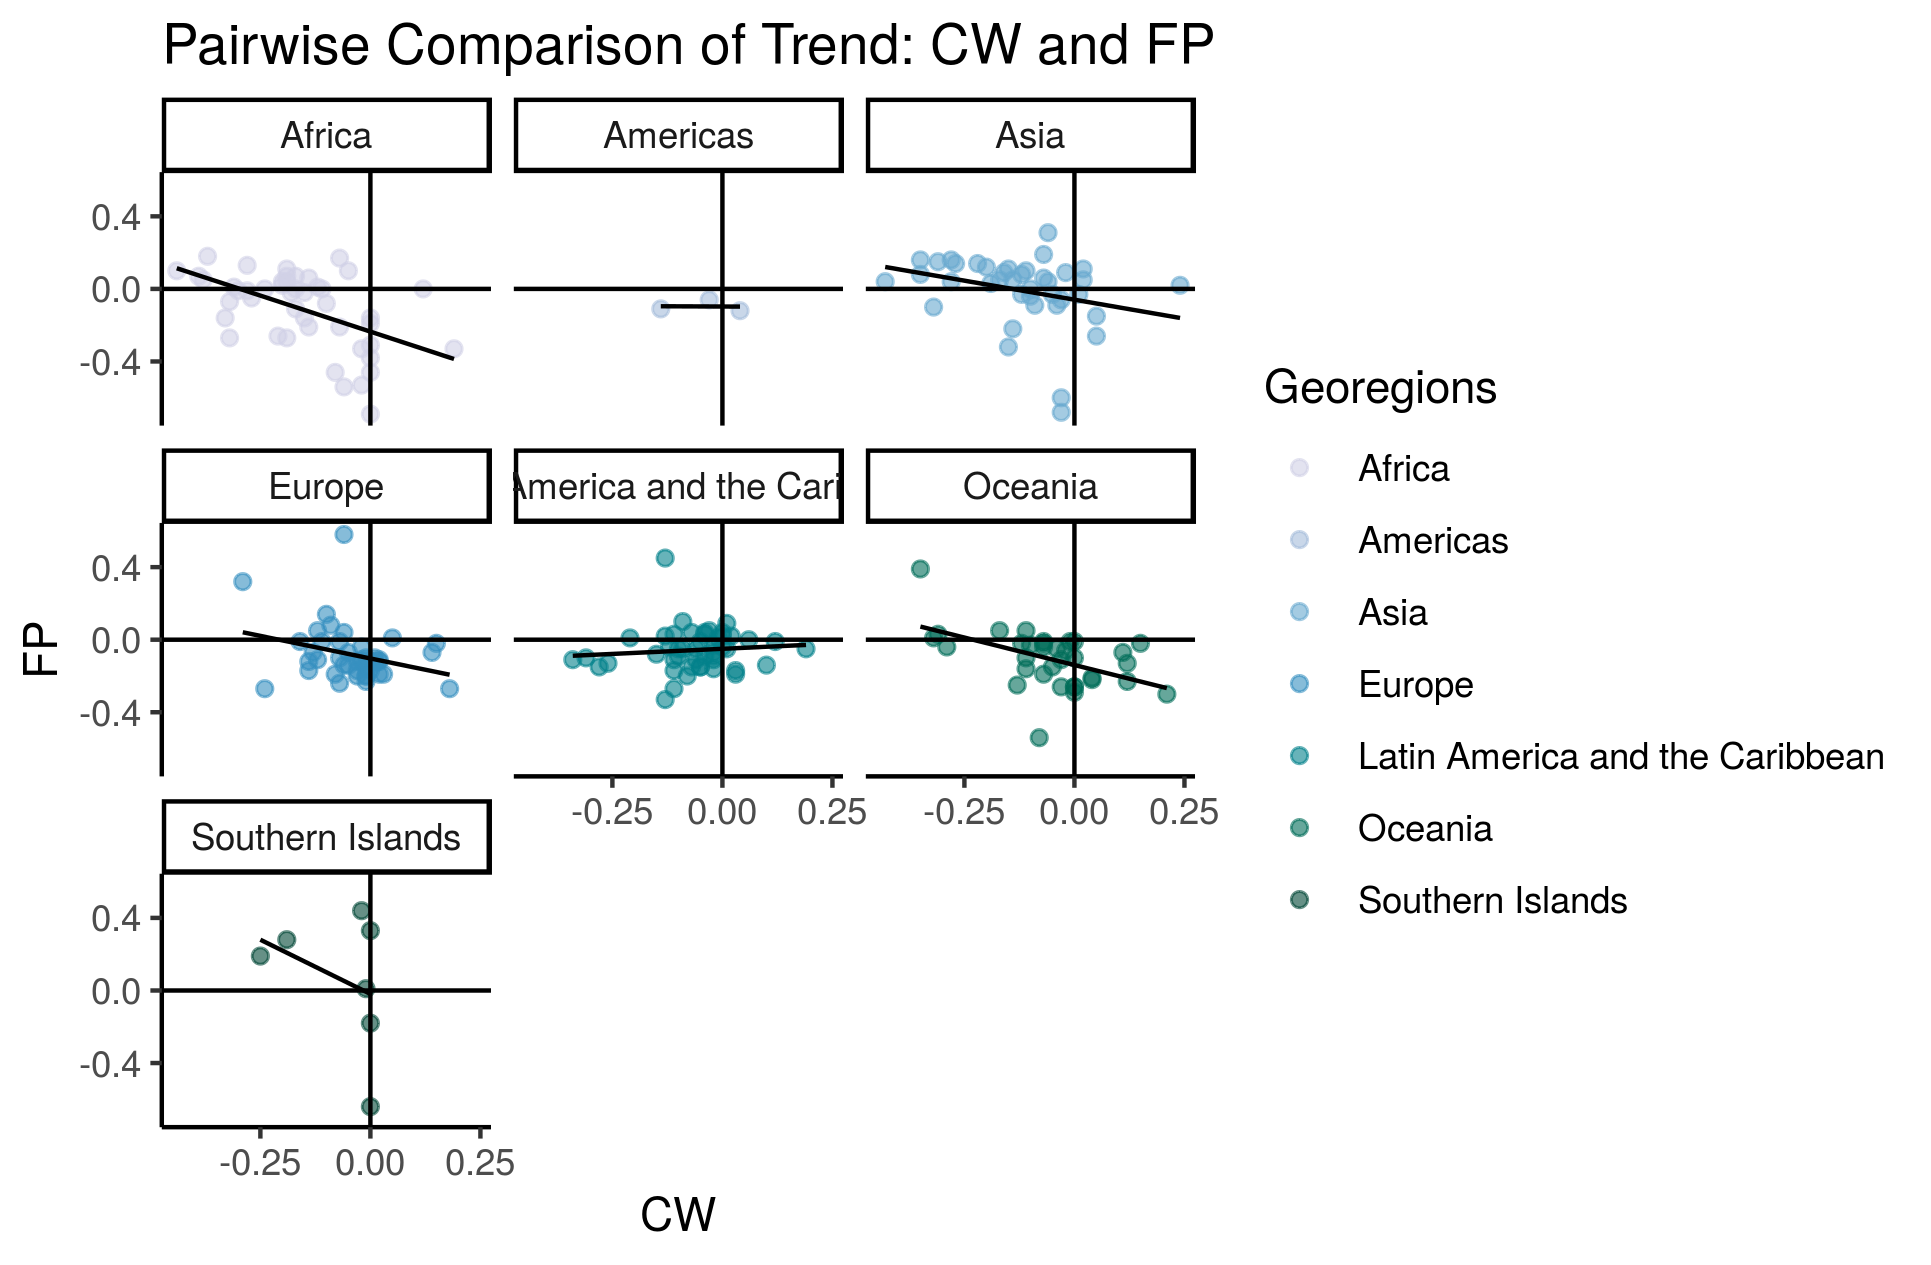 Pairwise Comparison of Trend: CW and FP
Africa
Americas
Asia
0.4
0.0
-0.4
Europe
America and the Cari
Oceania
0.4
0.0
-0.4
-0.25 0.00 0.25
-0.25 0.00 0.25
Southern Islands
0.4
0.0
-0.4
-0.25 0.00 0.25
FP
CW
Georegions
Africa
Americas
Asia
Europe
Latin America and the Caribbean
Oceania
Southern Islands